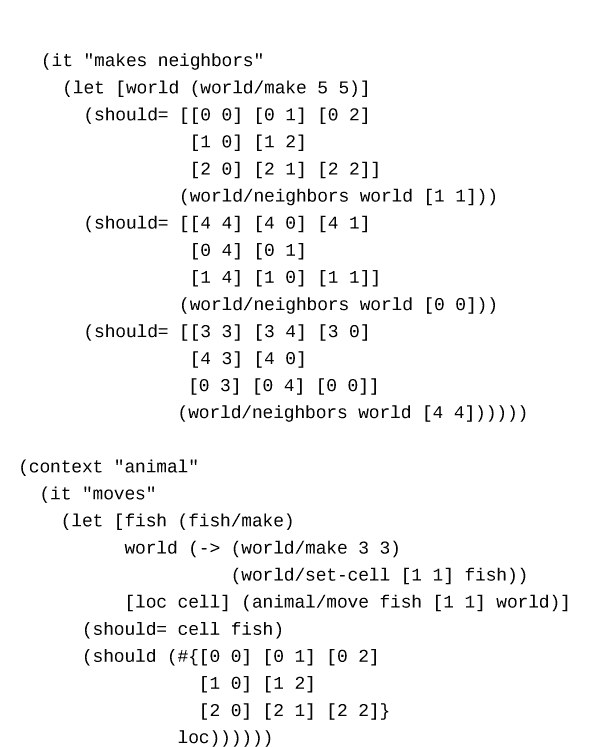 (it "makes neighbors"
  (let [world (world/make 5 5)]
    (should= [[0 0] [0 1] [0 2]
              [1 0] [1 2]
              [2 0] [2 1] [2 2]]
             (world/neighbors world [1 1]))
    (should= [[4 4] [4 0] [4 1]
              [0 4] [0 1]
              [1 4] [1 0] [1 1]]
             (world/neighbors world [0 0]))
    (should= [[3 3] [3 4] [3 0]
              [4 3] [4 0]
              [0 3] [0 4] [0 0]]
             (world/neighbors world [4 4])))))

(context "animal"
  (it "moves"
    (let [fish (fish/make)
          world (-> (world/make 3 3)
                    (world/set-cell [1 1] fish))
          [loc cell] (animal/move fish [1 1] world)]
      (should= cell fish)
      (should (#{[0 0] [0 1] [0 2]
                 [1 0] [1 2]
                 [2 0] [2 1] [2 2]}
               loc))))))